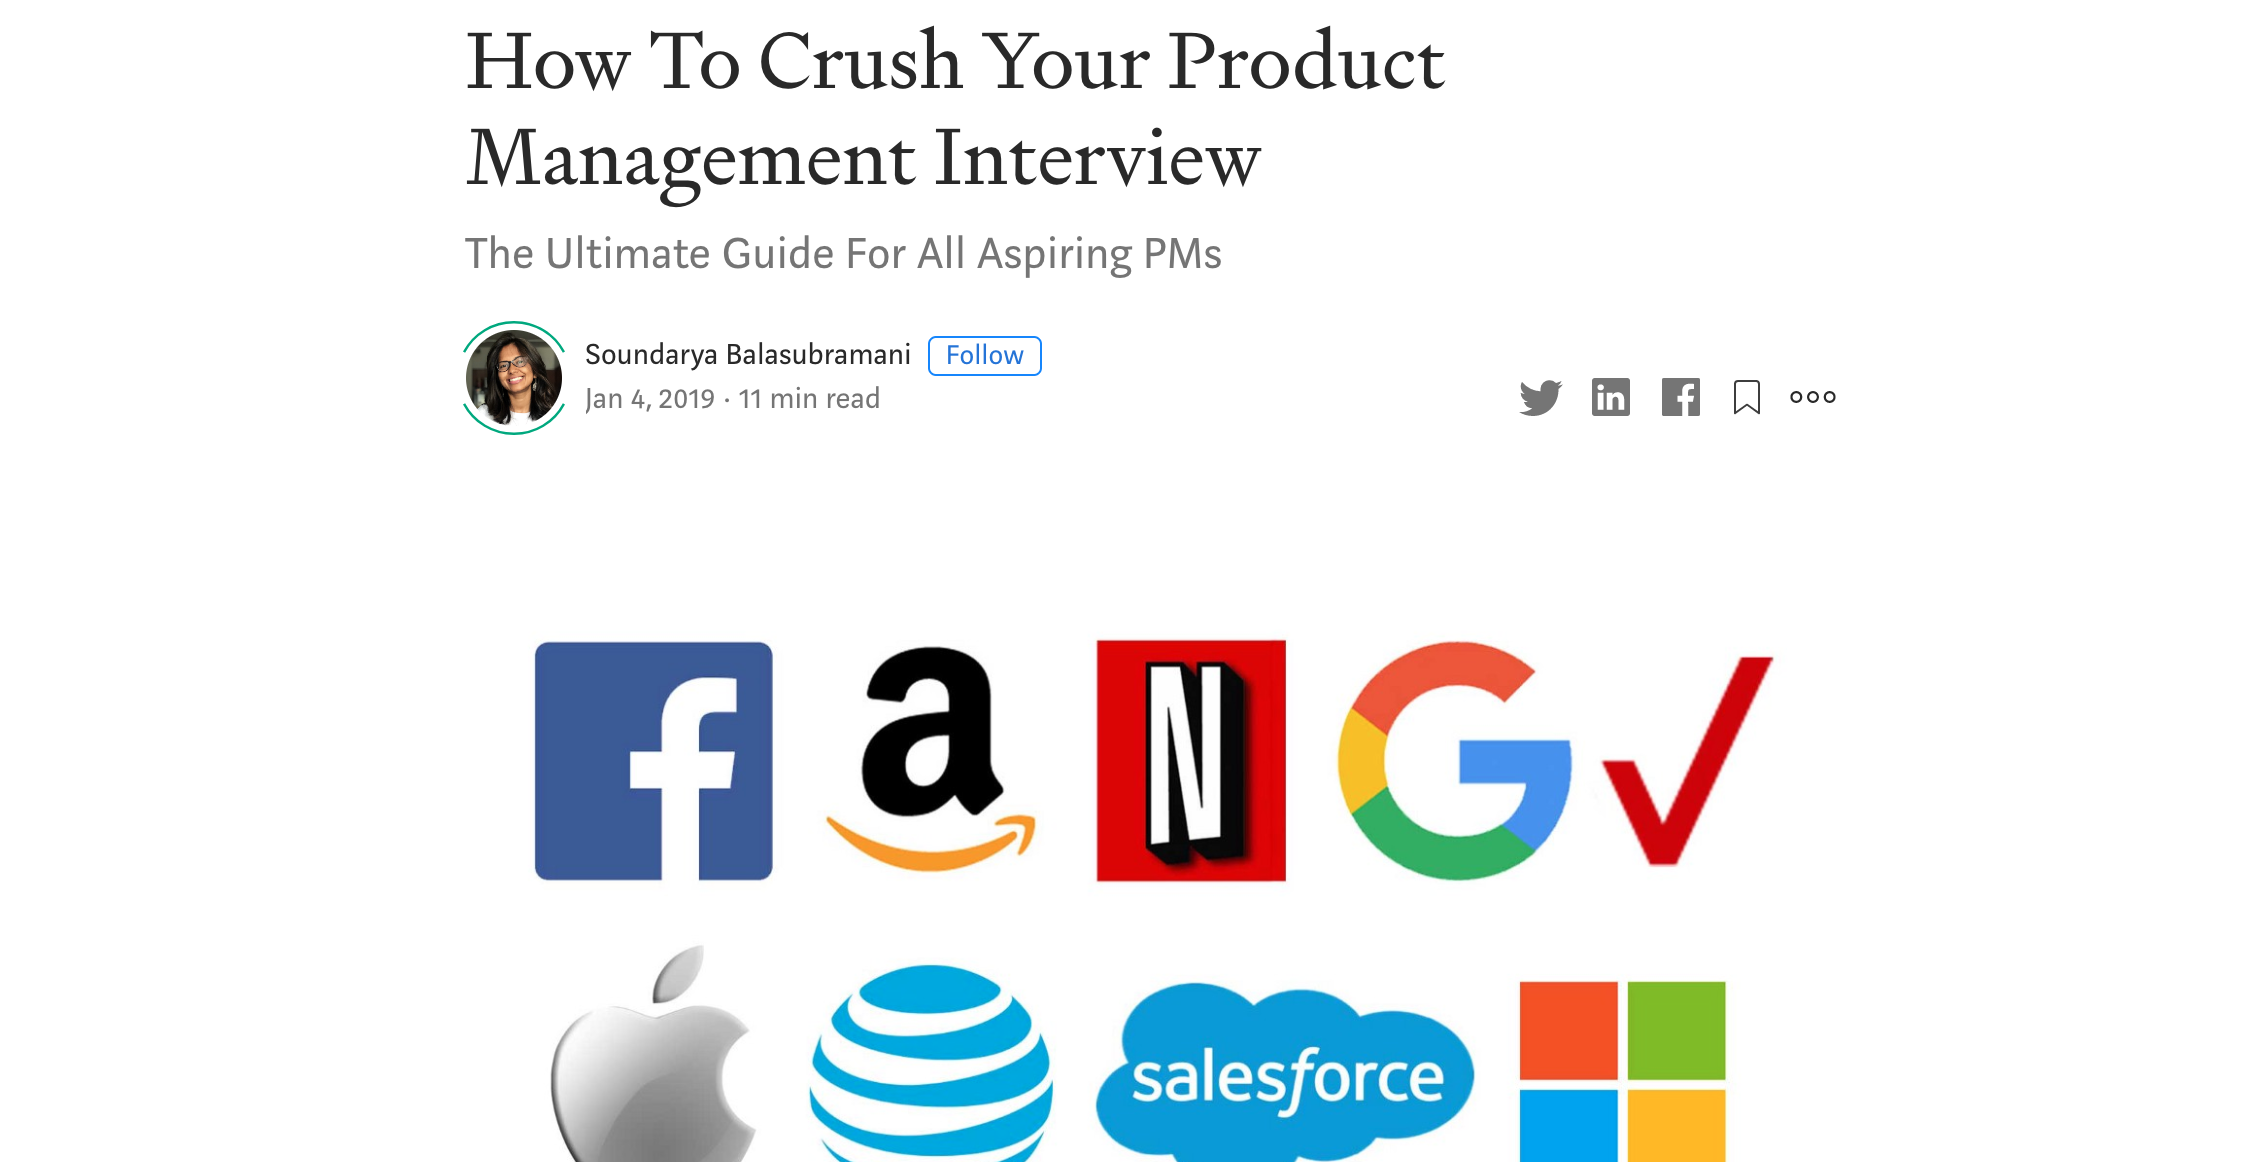 How To Crush Your Product
Management Interview
The Ultimate Guide For All Aspiring PMs
Soundarya Balasubramani Follow
Jan 4, 2019 · 11 min read
in f
f a N G
salesforce